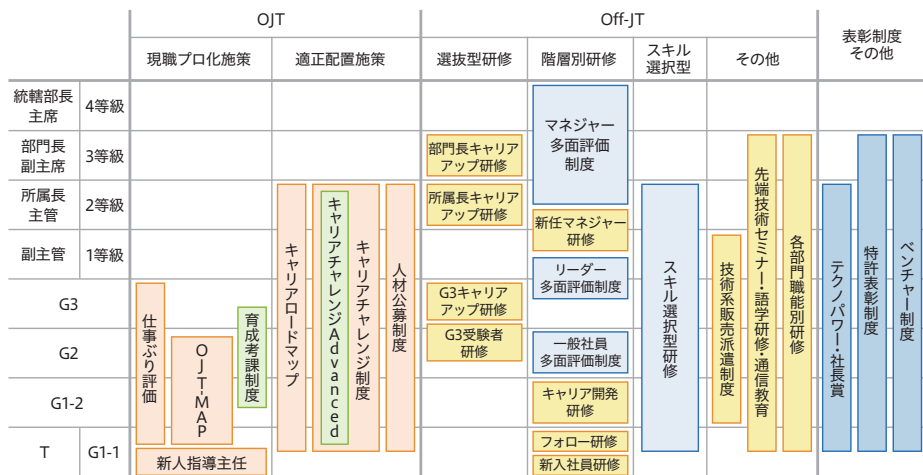 OJT
Off-JT
表彰制度
その他
現職プロ化施策
適正配置施策
選抜型研修
階層別研修
スキル
選択型
その他
統轄部長
主席
4等級
部門長
副主席
3等級
所属長
主管
2等級
副主管
1等級
G3
G2
G1-2
T
G1-1
仕事ぶり評価
OJT-MAP
育成考課制度
新人指導主任
キャリアロードマップ
キャリアチャレンジAdvanced
キャリアチャレンジ制度
人材公募制度
部門長キャリア
アップ研修
所属長キャリア
アップ研修
G3キャリア
アップ研修
G3受験者
研修
マネジャー
多面評価
制度
新任マネジャー
研修
リーダー
多面評価制度
一般社員
多面評価制度
キャリア開発
研修
フォロー研修
新入社員研修
スキル選択型研修
技術系販売派遣制度
先端技術セミナー・語学研修・通信教育
各部門職能別研修
テクノパワー・社長賞
特許表彰制度
ベンチャー制度